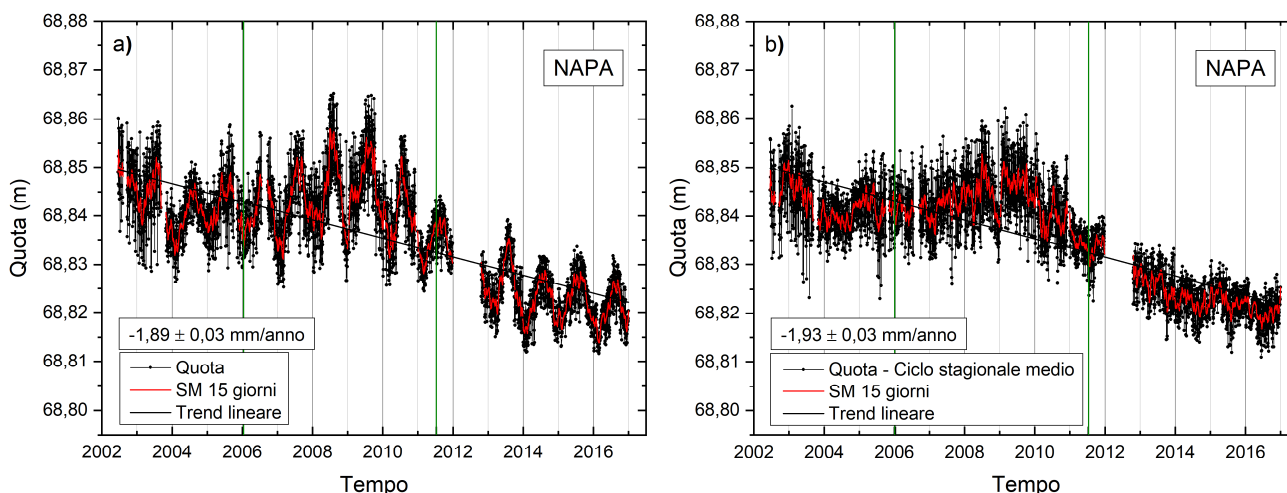 a)
NAPA
68,88
68,87
68,86
68,85
68,84
68,83
68,82
68,81
68,80
Quota (m)
-1,89 ± 0,03 mm/anno
Quota
SM 15 giorni
Trend lineare
2002 2004 2006 2008 2010 2012 2014 2016
Tempo
b)
NAPA
68,88
68,87
68,86
68,85
68,84
68,83
68,82
68,81
68,80
Quota (m)
-1,93 ± 0,03 mm/anno
Quota - Ciclo stagionale medio
SM 15 giorni
Trend lineare
2002 2004 2006 2008 2010 2012 2014 2016
Tempo